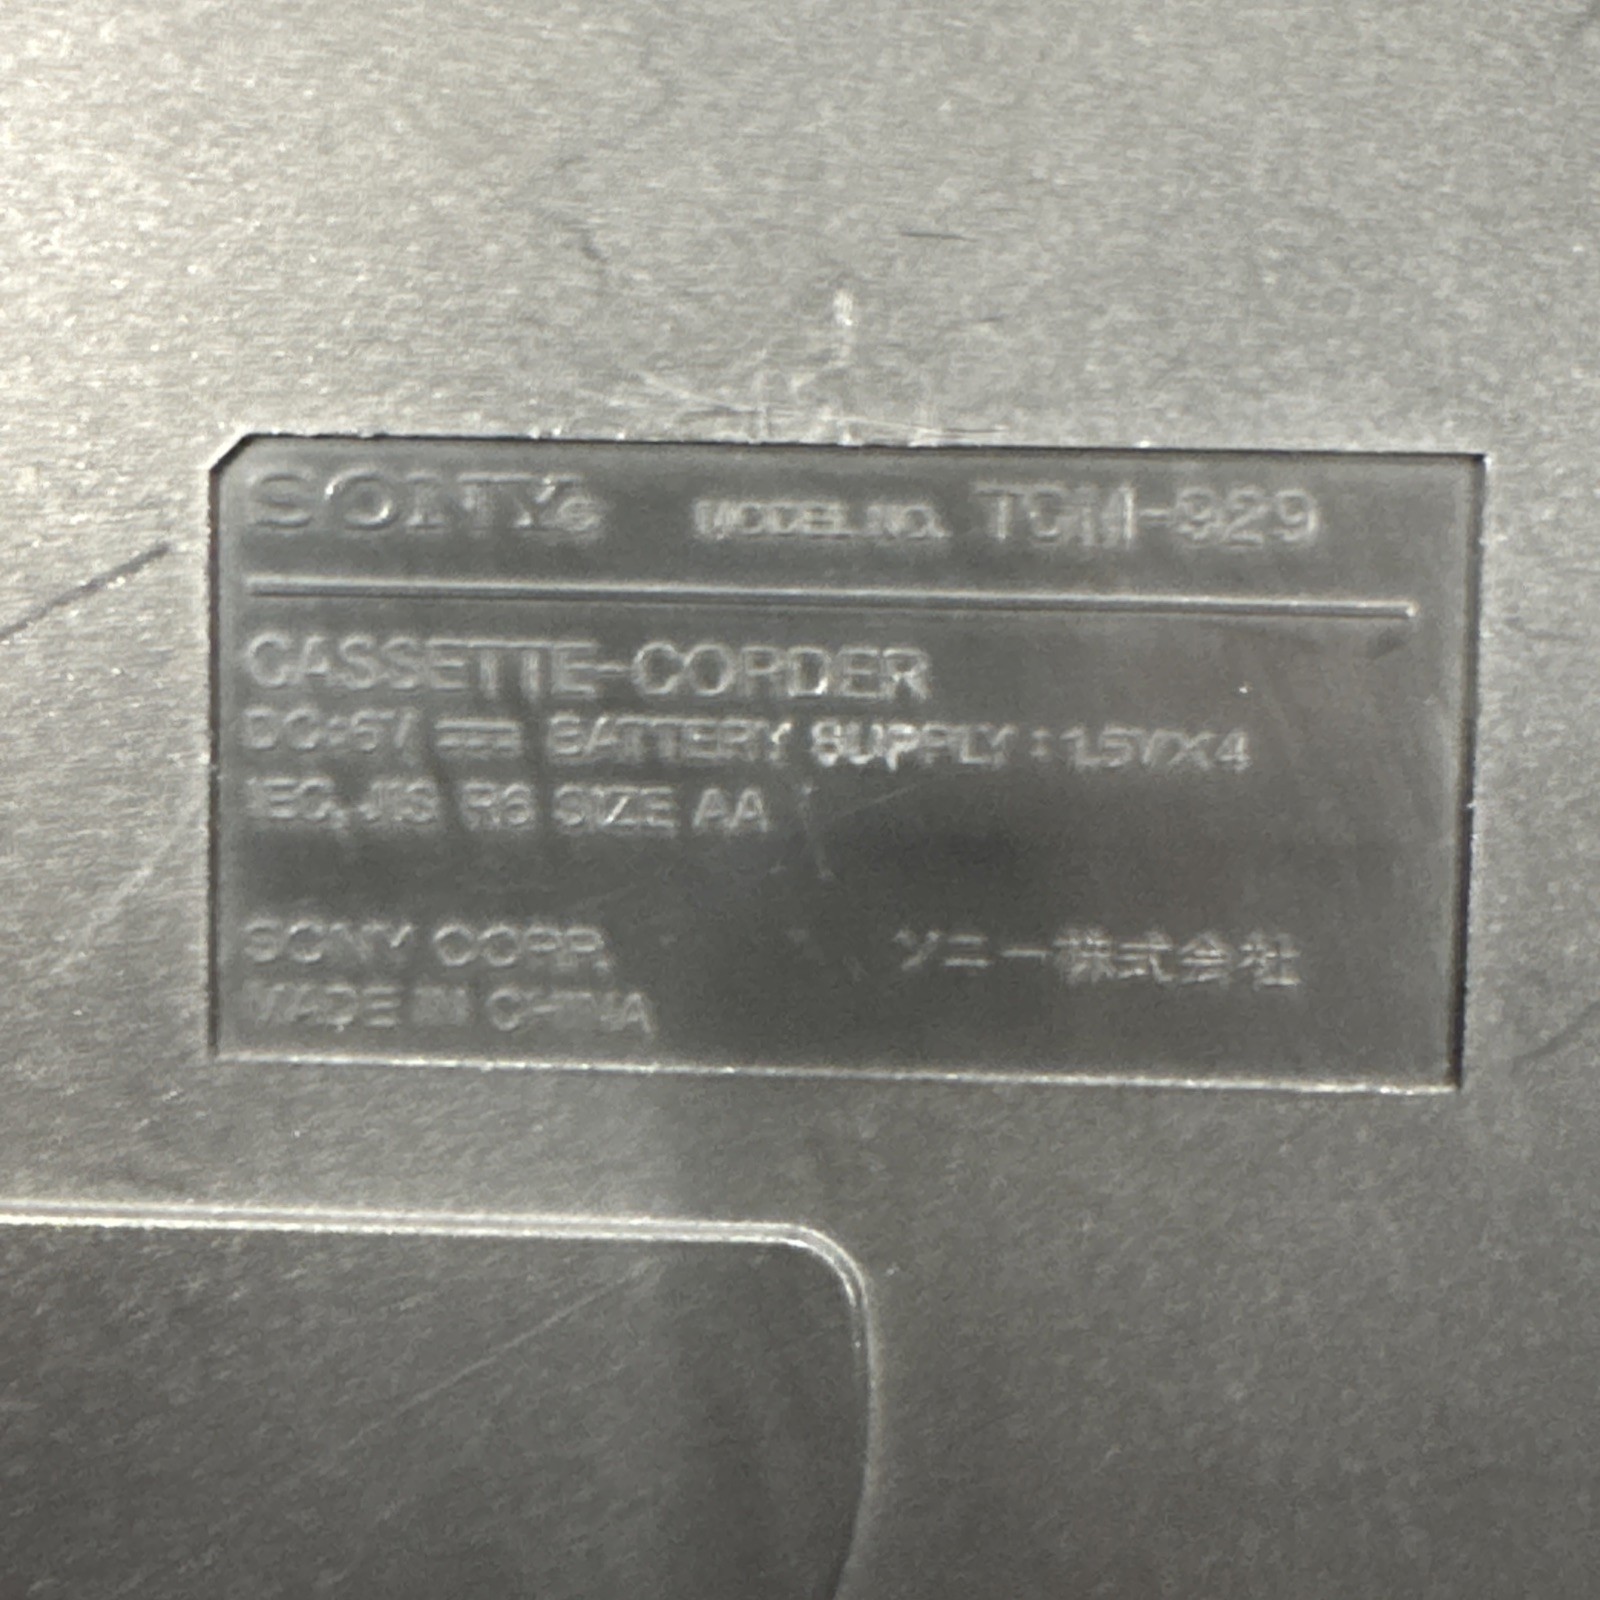 SONY® MODEL NO. TCM-929
CASSETTE-CORDER
DC:6V ⎓ BATTERY SUPPLY : 1.5V×4
IEC, JIS R6 SIZE AA
SONY CORP. ソニー株式会社
MADE IN CHINA